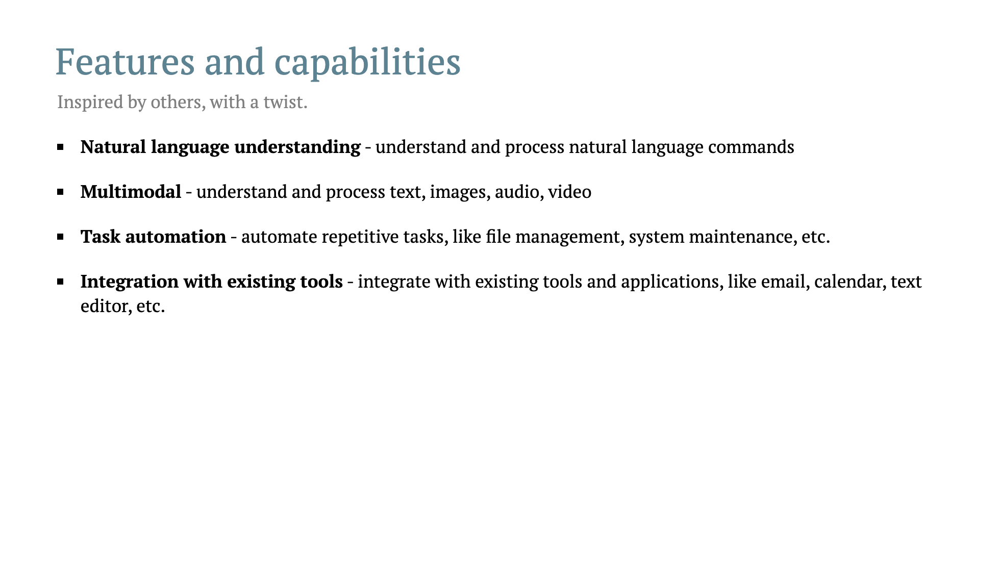 Features and capabilities
Inspired by others, with a twist.
▪ Natural language understanding - understand and process natural language commands
▪ Multimodal - understand and process text, images, audio, video
▪ Task automation - automate repetitive tasks, like file management, system maintenance, etc.
▪ Integration with existing tools - integrate with existing tools and applications, like email, calendar, text
editor, etc.